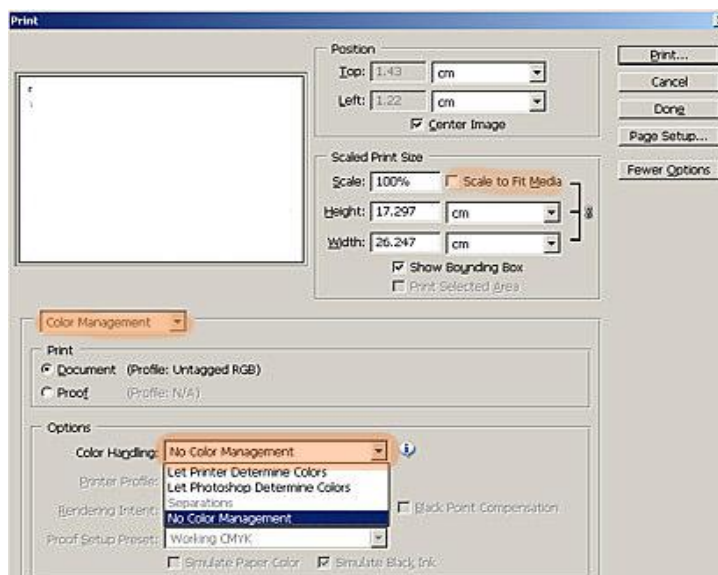 Print
Position
Top: 1.43 cm
Left: 1.22 cm
Center Image
Print...
Cancel
Done
Page Setup...
Fewer Options
Scaled Print Size
Scale: 100% Scale to Fit Media
Height: 17.297 cm
Width: 26.247 cm
Show Bounding Box
Print Selected Area
Color Management
Print
Document (Profile: Untagged RGB)
Proof (Profile: N/A)
Options
Color Handling: No Color Management
Let Printer Determine Colors
Printer Profile:
Let Photoshop Determine Colors
Separations
Rendering Intent:
No Color Management
Black Point Compensation
Proof Setup Preset: Working CMYK
Simulate Paper Color Simulate Black Ink